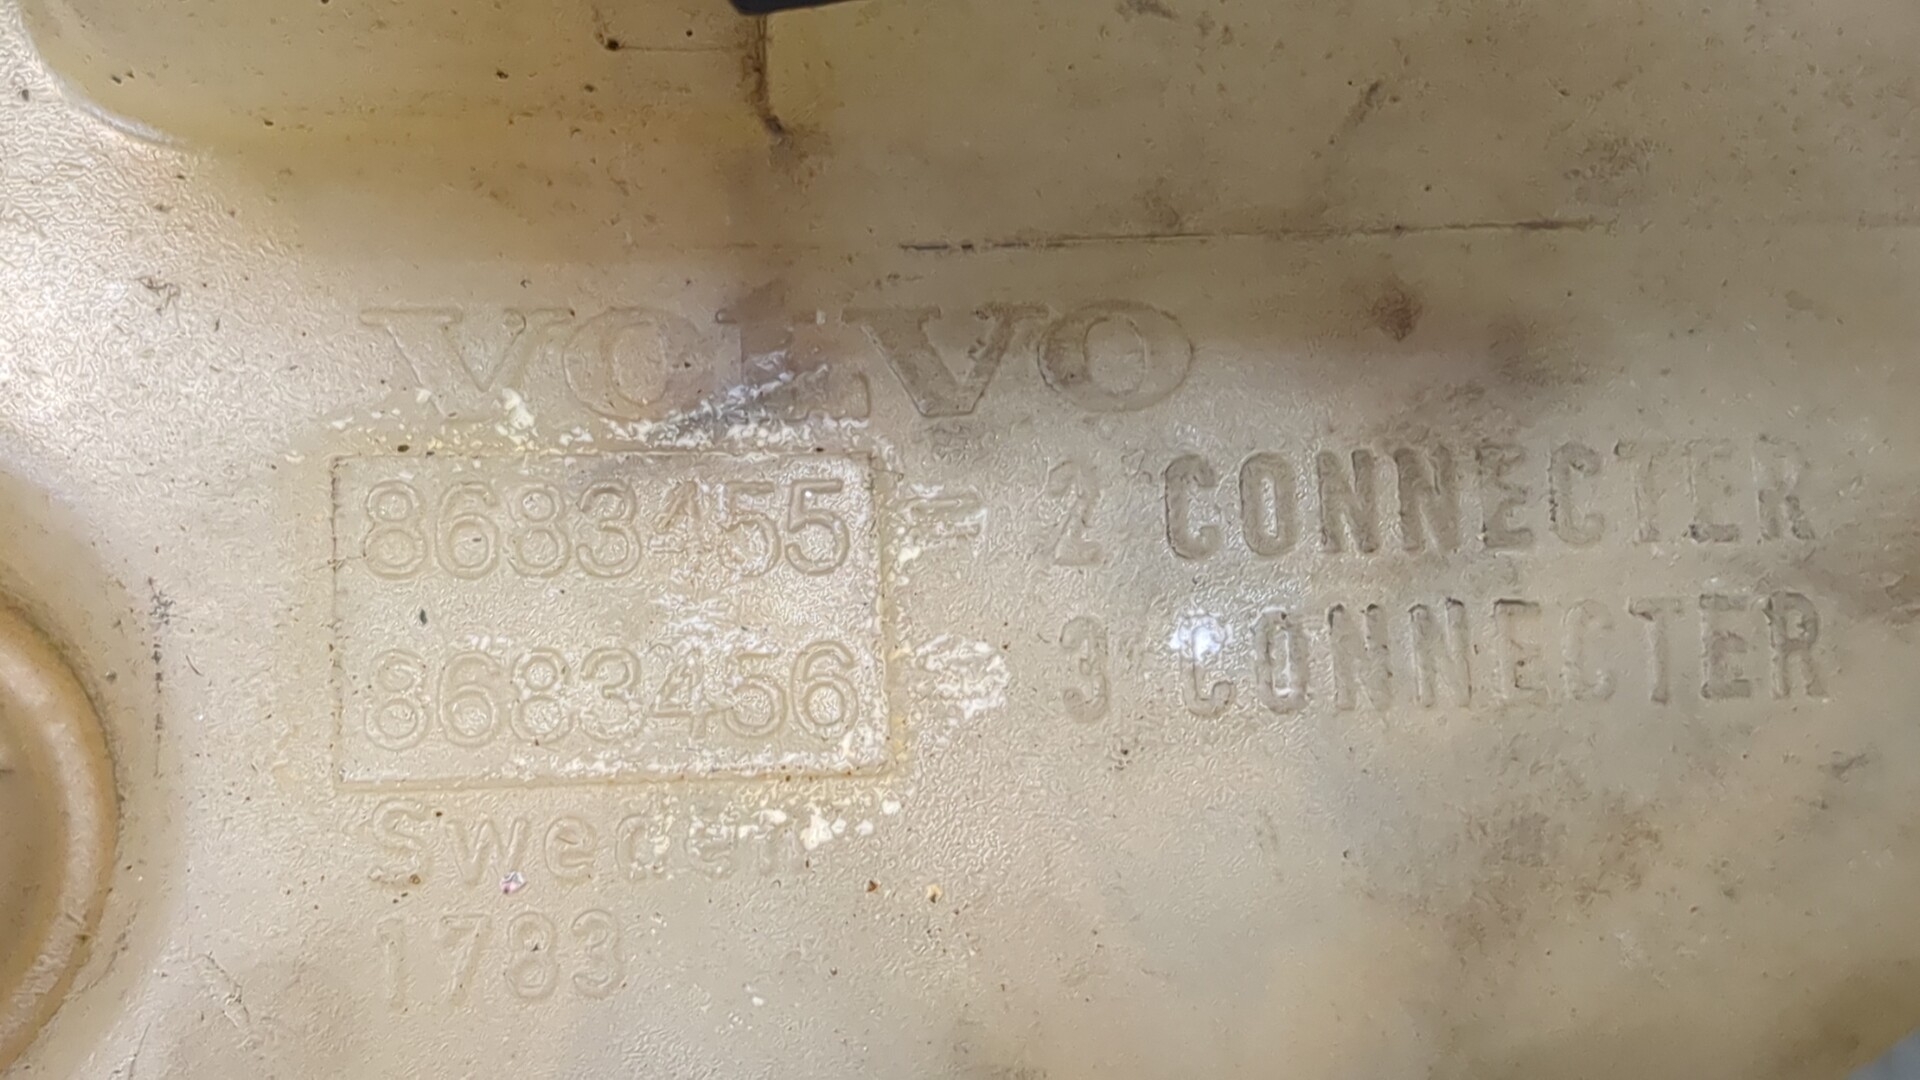 VOLVO
8683455 = 2 CONNECTER
8683456 = 3 CONNECTER
Sweden
1783